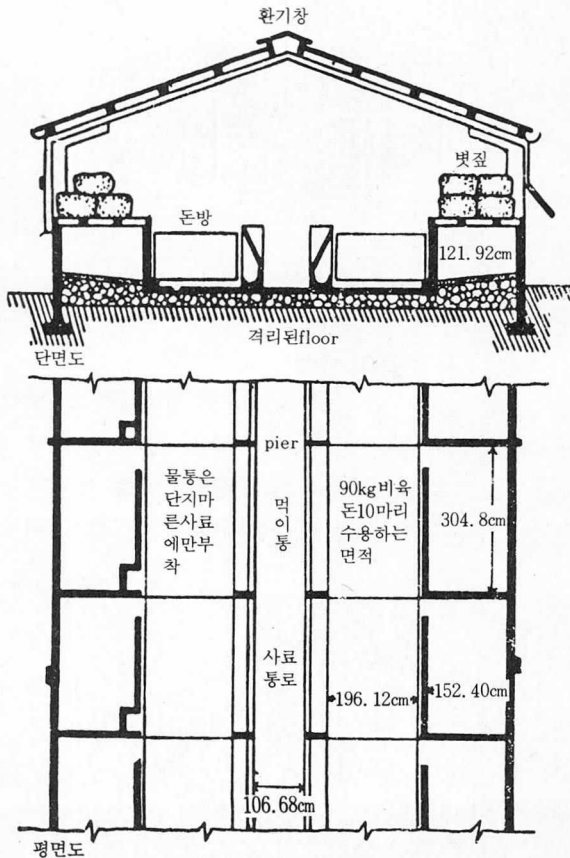 환기창
볏짚
돈방
121.92cm
격리된floor
단면도
pier
물통은
단지마
른사료
에만부
착
먹이통
90kg비육
돈10마리
수용하는
면적
304.8cm
사료
통로
196.12cm
152.40cm
106.68cm
평면도